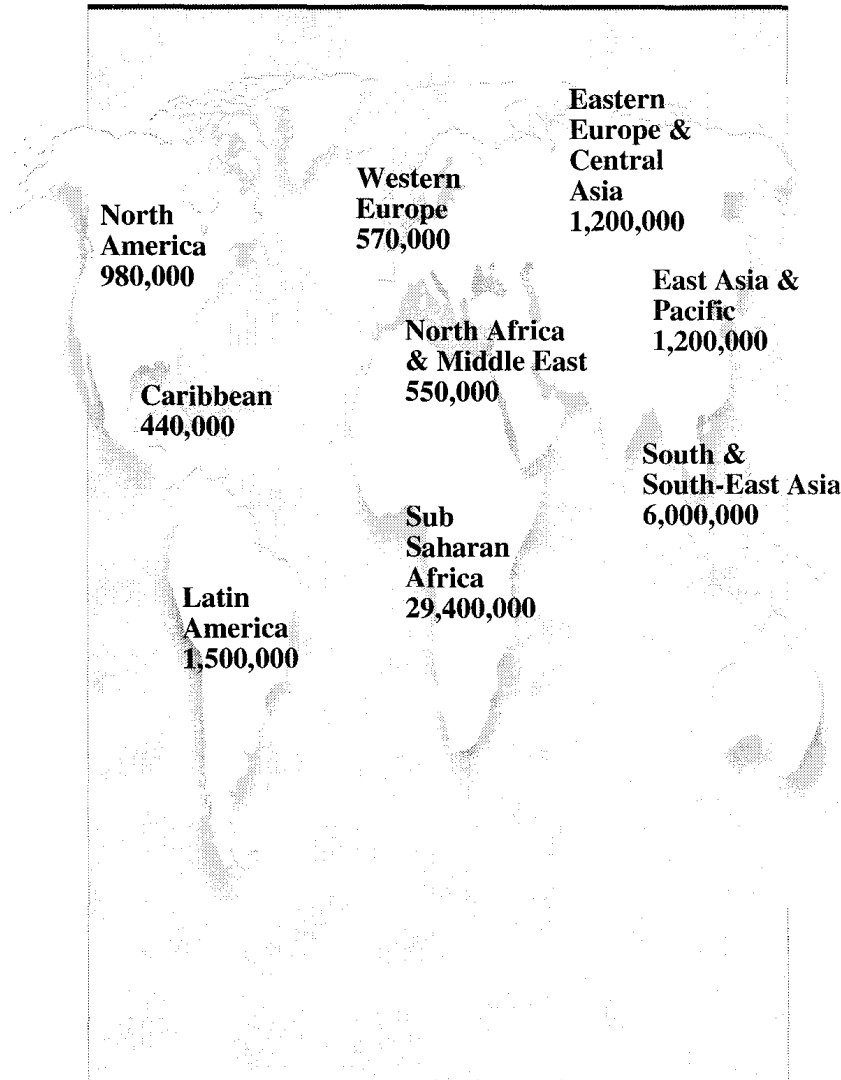 Eastern
Europe &
Central
Asia
1,200,000
Western
Europe
570,000
North
America
980,000
East Asia &
Pacific
1,200,000
North Africa
& Middle East
550,000
Caribbean
440,000
South &
South-East Asia
6,000,000
Sub
Saharan
Africa
29,400,000
Latin
America
1,500,000